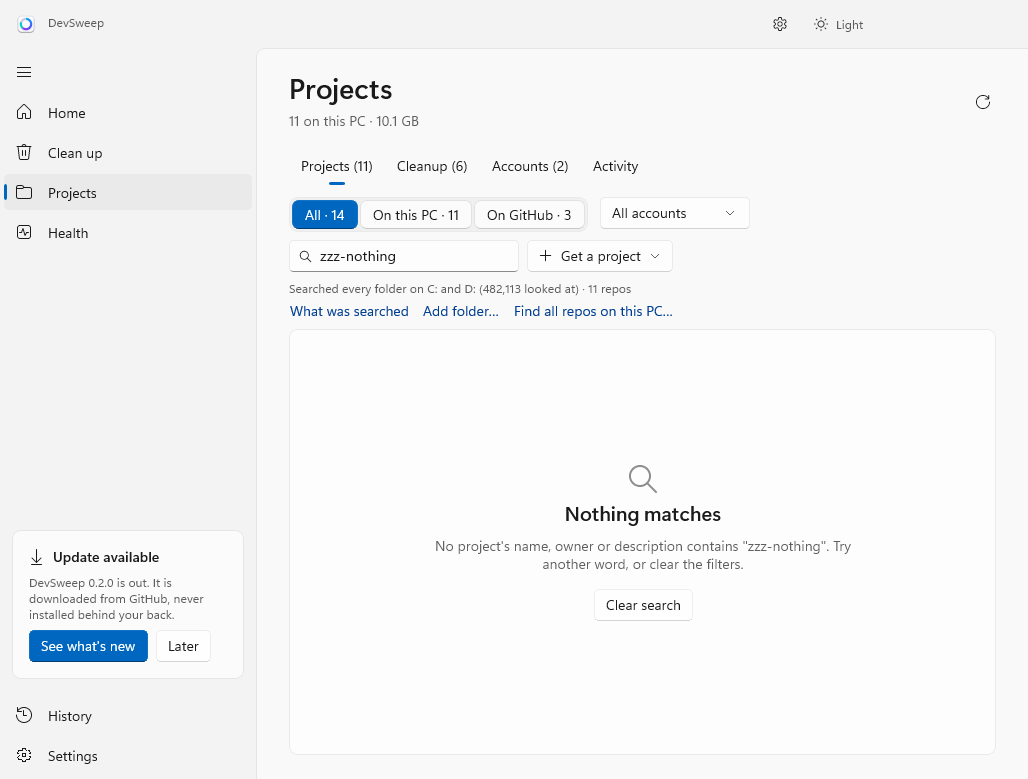 DevSweep
Light
Home
Clean up
Projects
Health
Projects
11 on this PC · 10.1 GB
Projects (11) Cleanup (6) Accounts (2) Activity
All · 14 On this PC · 11 On GitHub · 3 All accounts
zzz-nothing Get a project
Searched every folder on C: and D: (482,113 looked at) · 11 repos
What was searched Add folder... Find all repos on this PC...
Nothing matches
No project's name, owner or description contains "zzz-nothing". Try
another word, or clear the filters.
Clear search
Update available
DevSweep 0.2.0 is out. It is
downloaded from GitHub, never
installed behind your back.
See what's new Later
History
Settings